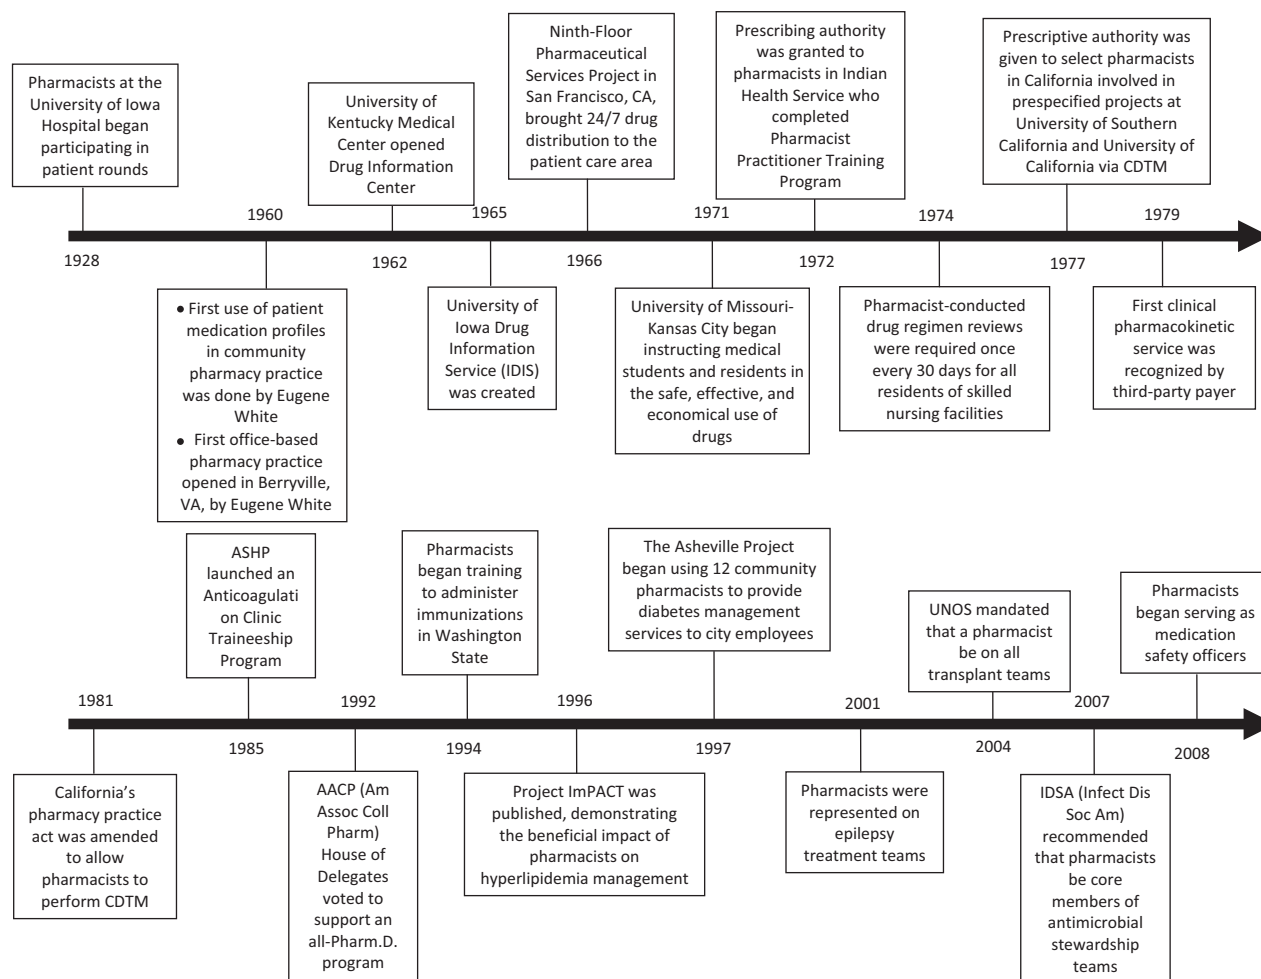 Pharmacists at the
University of Iowa
Hospital began
participating in
patient rounds
University of
Kentucky Medical
Center opened
Drug Information
Center
Ninth-Floor
Pharmaceutical
Services Project in
San Francisco, CA,
brought 24/7 drug
distribution to the
patient care area
Prescribing authority
was granted to
pharmacists in Indian
Health Service who
completed
Pharmacist
Practitioner Training
Program
Prescriptive authority was
given to select pharmacists
in California involved in
prespecified projects at
University of Southern
California and University of
California via CDTM
1960
1965
1971
1974
1979
1928
1962
1966
1972
1977
● First use of patient
medication profiles
in community
pharmacy practice
was done by Eugene
White
● First office-based
pharmacy practice
opened in Berryville,
VA, by Eugene White
University of
Iowa Drug
Information
Service (IDIS)
was created
University of Missouri-
Kansas City began
instructing medical
students and residents in
the safe, effective, and
economical use of
drugs
Pharmacist-conducted
drug regimen reviews
were required once
every 30 days for all
residents of skilled
nursing facilities
First clinical
pharmacokinetic
service was
recognized by
third-party payer
ASHP
launched an
Anticoagulati
on Clinic
Traineeship
Program
Pharmacists
began training
to administer
immunizations
in Washington
State
The Asheville Project
began using 12 community
pharmacists to provide
diabetes management
services to city employees
UNOS mandated
that a pharmacist
be on all
transplant teams
Pharmacists
began serving as
medication
safety officers
1981
1992
1996
2001
2007
1985
1994
1997
2004
2008
California's
pharmacy practice
act was amended
to allow
pharmacists to
perform CDTM
AACP (Am
Assoc Coll
Pharm)
House of
Delegates
voted to
support an
all-Pharm.D.
program
Project ImPACT was
published, demonstrating
the beneficial impact of
pharmacists on
hyperlipidemia management
Pharmacists were
represented on
epilepsy
treatment teams
IDSA (Infect Dis
Soc Am)
recommended
that pharmacists
be core
members of
antimicrobial
stewardship
teams